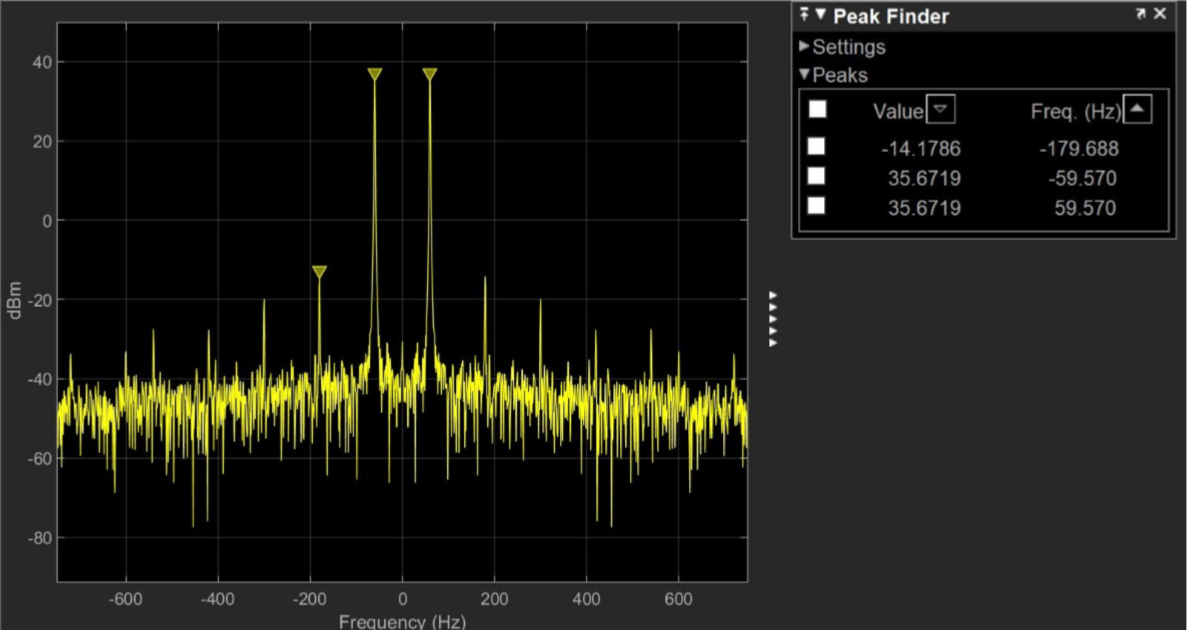 Peak Finder
Settings
Peaks
Value Freq. (Hz)
-14.1786 -179.688
35.6719 -59.570
35.6719 59.570
dBm
40
20
0
-20
-40
-60
-80
-600 -400 -200 0 200 400 600
Frequency (Hz)